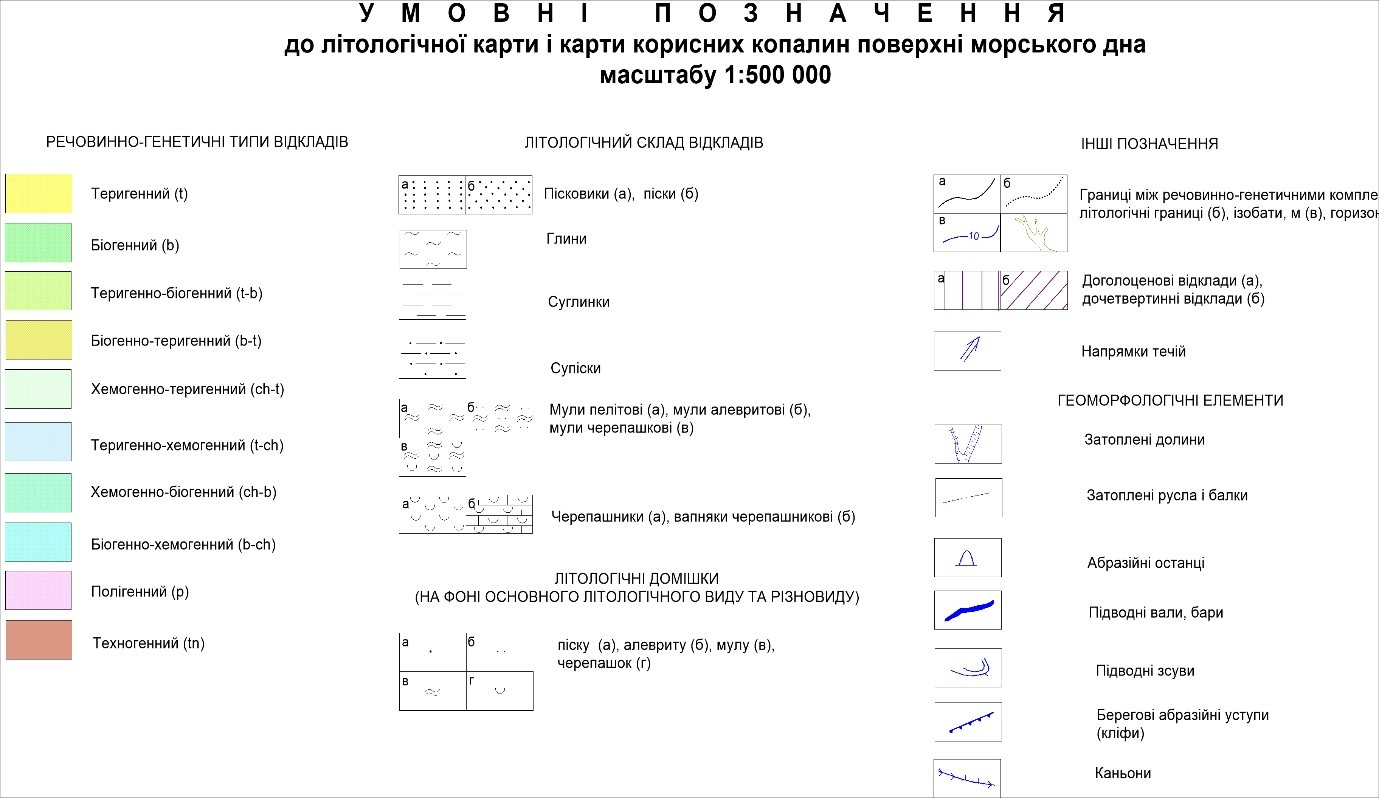 У М О В Н І П О З Н А Ч Е Н Н Я
до літологічної карти і карти корисних копалин поверхні морського дна
масштабу 1:500 000
РЕЧОВИННО-ГЕНЕТИЧНІ ТИПИ ВІДКЛАДІВ
Теригенний (t)
Біогенний (b)
Теригенно-біогенний (t-b)
Біогенно-теригенний (b-t)
Хемогенно-теригенний (ch-t)
Теригенно-хемогенний (t-ch)
Хемогенно-біогенний (ch-b)
Біогенно-хемогенний (b-ch)
Полігенний (p)
Техногенний (tn)
ЛІТОЛОГІЧНИЙ СКЛАД ВІДКЛАДІВ
а б Пісковики (а), піски (б)
Глини
Суглинки
Супіски
а б Мули пелітові (а), мули алевритові (б),
мули черепашкові (в)
в
а б Черепашники (а), вапняки черепашникові (б)
ЛІТОЛОГІЧНІ ДОМІШКИ
(НА ФОНІ ОСНОВНОГО ЛІТОЛОГІЧНОГО ВИДУ ТА РІЗНОВИДУ)
а б піску (а), алевриту (б), мулу (в),
черепашок (г)
в г
ІНШІ ПОЗНАЧЕННЯ
а б Границі між речовинно-генетичними
літологічні границі (б), ізобати, м (в),
в 10
а б Доголоценові відклади (а),
дочетвертинні відклади (б)
Напрямки течій
ГЕОМОРФОЛОГІЧНІ ЕЛЕМЕНТИ
Затоплені долини
Затоплені русла і балки
Абразійні останці
Підводні вали, бари
Підводні зсуви
Берегові абразійні уступи
(кліфи)
Каньони